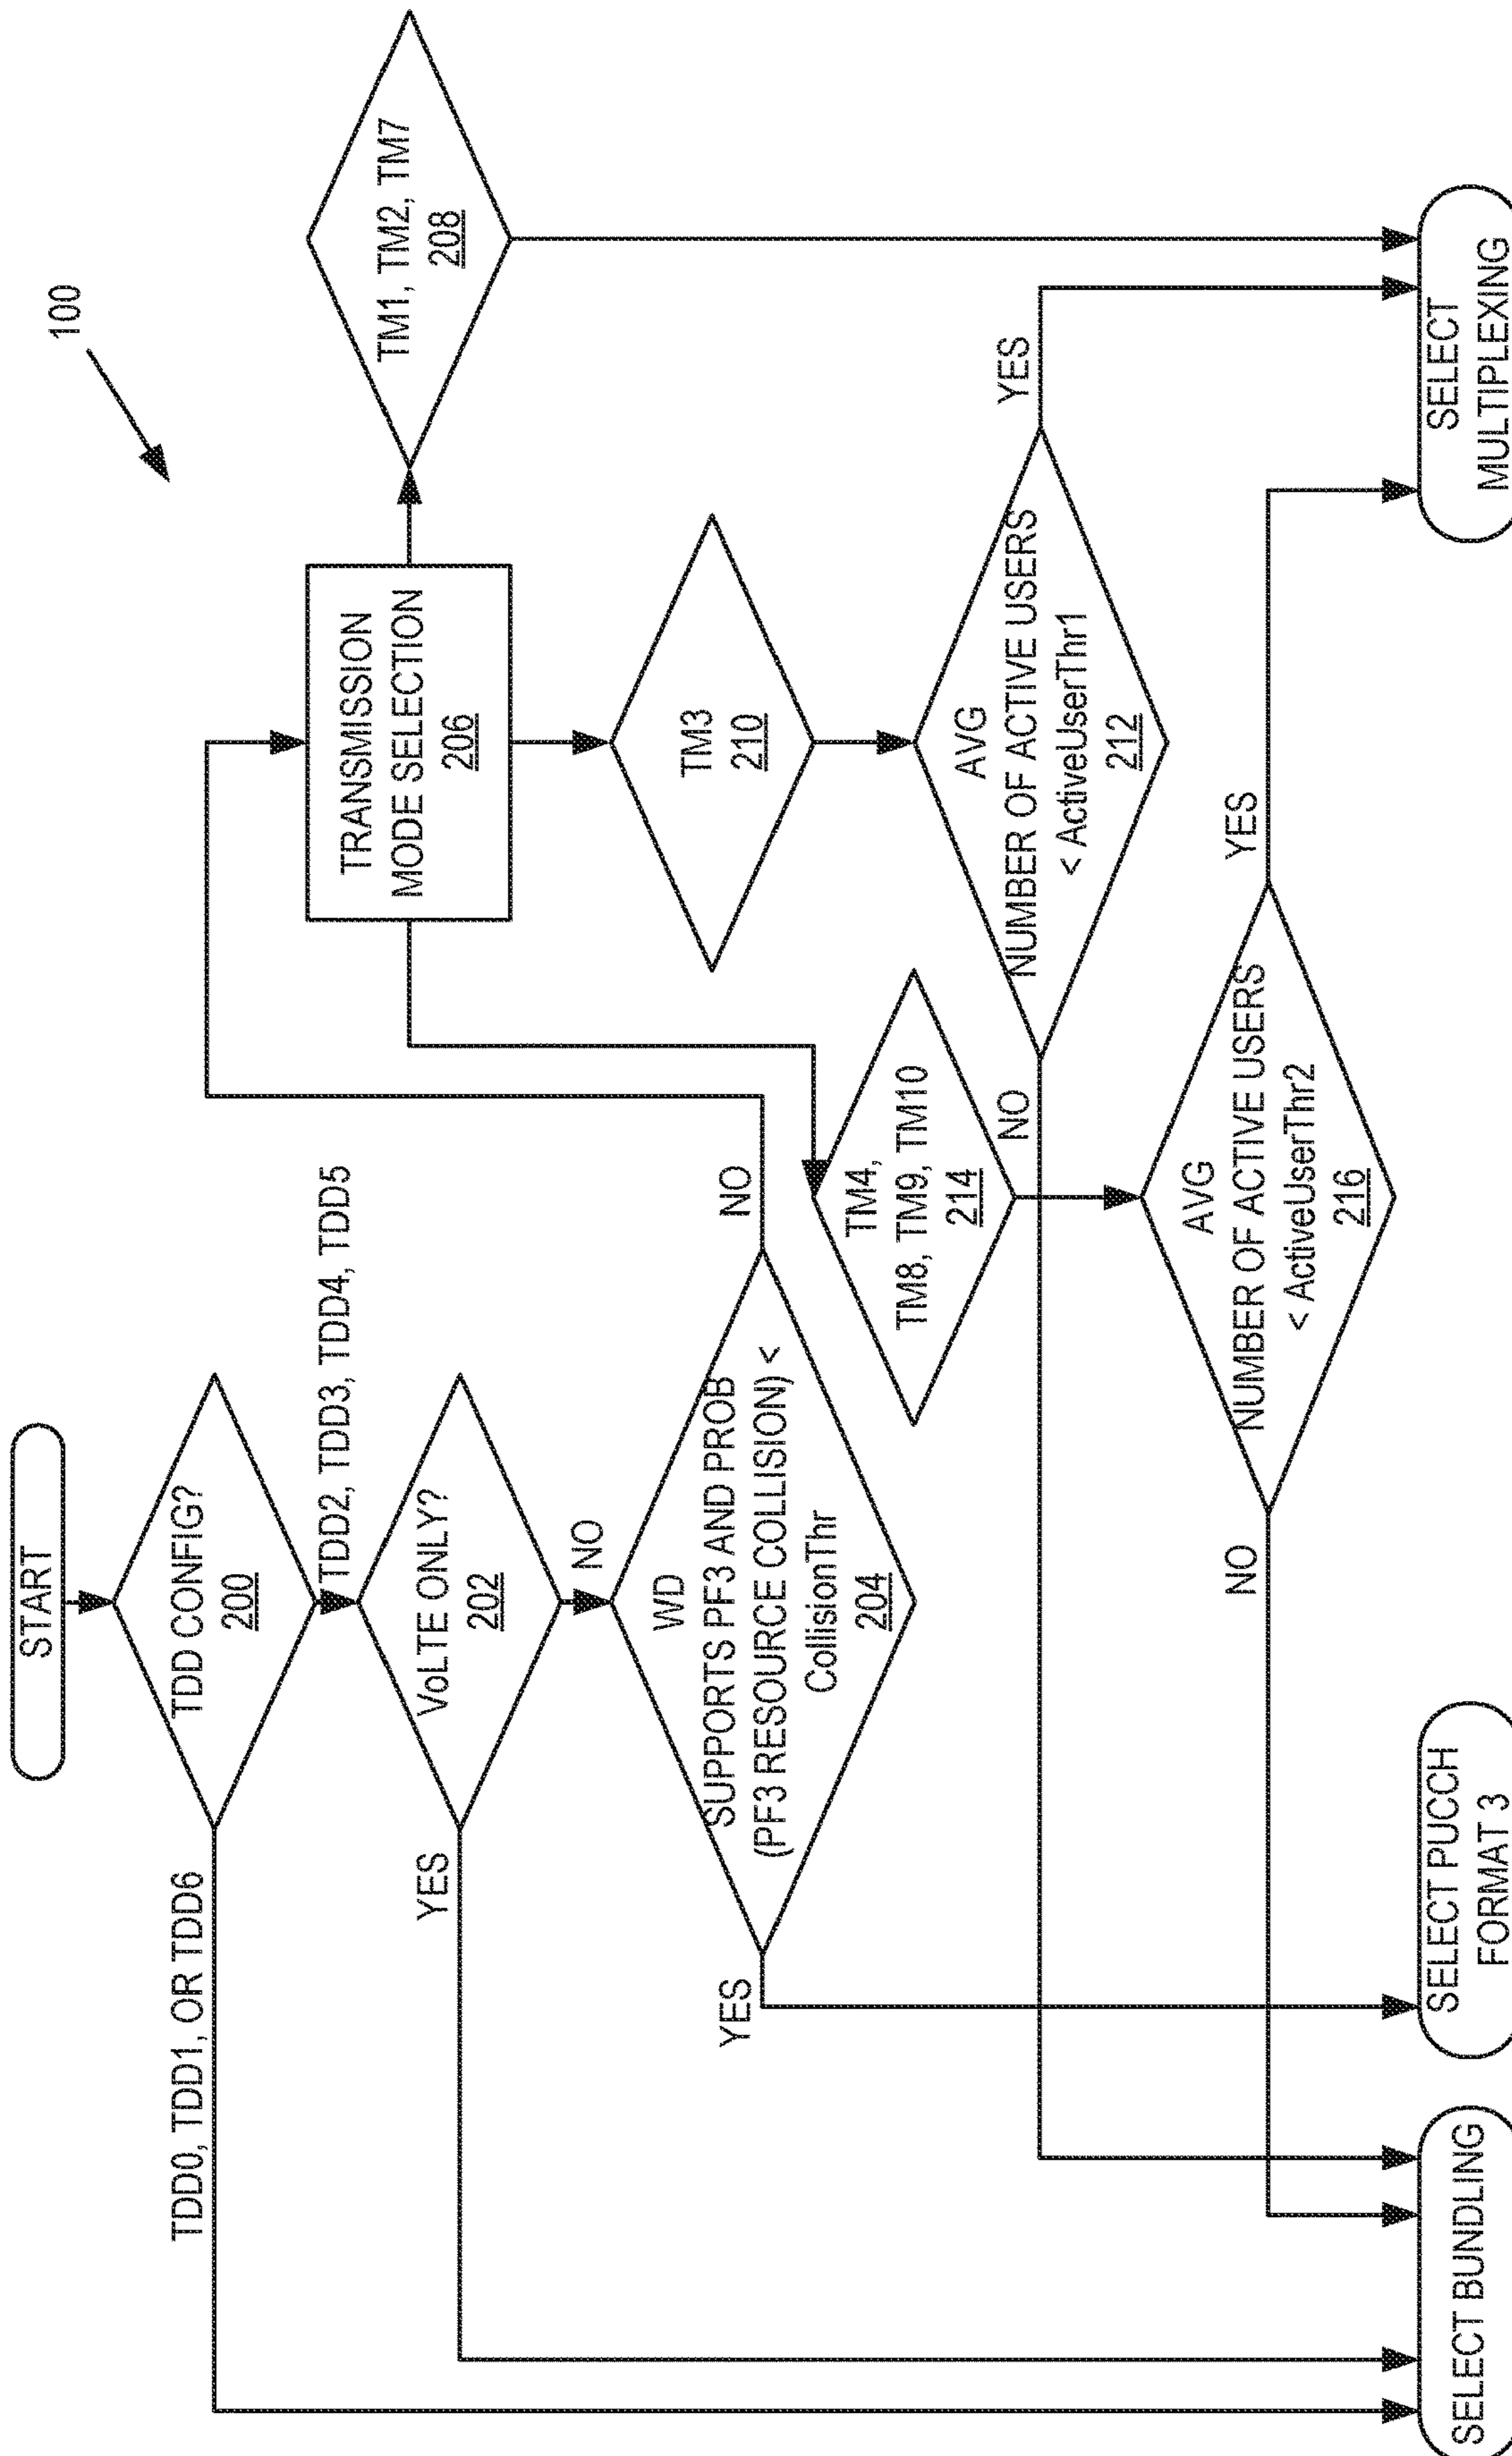 100
START
TDD CONFIG?
200
TDD0, TDD1, OR TDD6
TDD2, TDD3, TDD4, TDD5
VoLTE ONLY?
202
YES
NO
WD
SUPPORTS PF3 AND PROB
(PF3 RESOURCE COLLISION) <
CollisionThr
204
YES
NO
TRANSMISSION
MODE SELECTION
206
TM1, TM2, TM7
208
TM3
210
AVG
NUMBER OF ACTIVE USERS
< ActiveUserThr1
212
NO
YES
TM4,
TM8, TM9, TM10
214
AVG
NUMBER OF ACTIVE USERS
< ActiveUserThr2
216
NO
YES
SELECT BUNDLING
SELECT PUCCH
FORMAT 3
SELECT
MULTIPLEXING